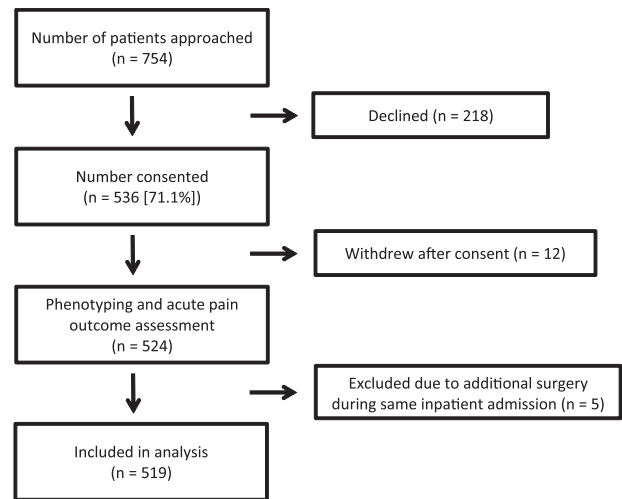 Number of patients approached
(n = 754)
Declined (n = 218)
Number consented
(n = 536 [71.1%])
Withdrew after consent (n = 12)
Phenotyping and acute pain
outcome assessment
(n = 524)
Excluded due to additional surgery
during same inpatient admission (n = 5)
Included in analysis
(n = 519)